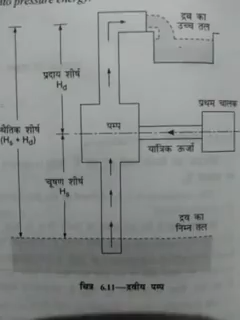 to pressure energy.
द्रव का
उच्च तल
प्रदाय शीर्ष
Hd
पम्प
प्रथम चालक
यांत्रिक ऊर्जा
स्थैतिक शीर्ष
(Hs + Hd)
चूषण शीर्ष
Hs
द्रव का
निम्न तल
चित्र 6.11—द्रवीय पम्प